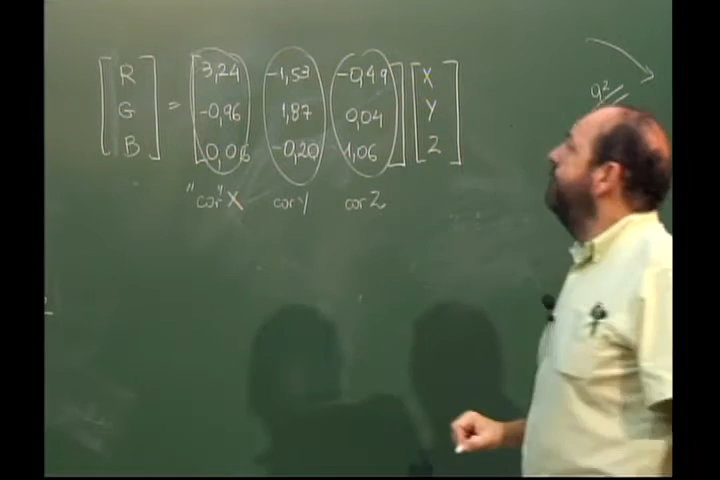 R = 3,24 -1,53 -0,49 X
G -0,96 1,87 0,04 Y
B 0,06 -0,20 1,06 Z
"cor" X cor Y cor Z